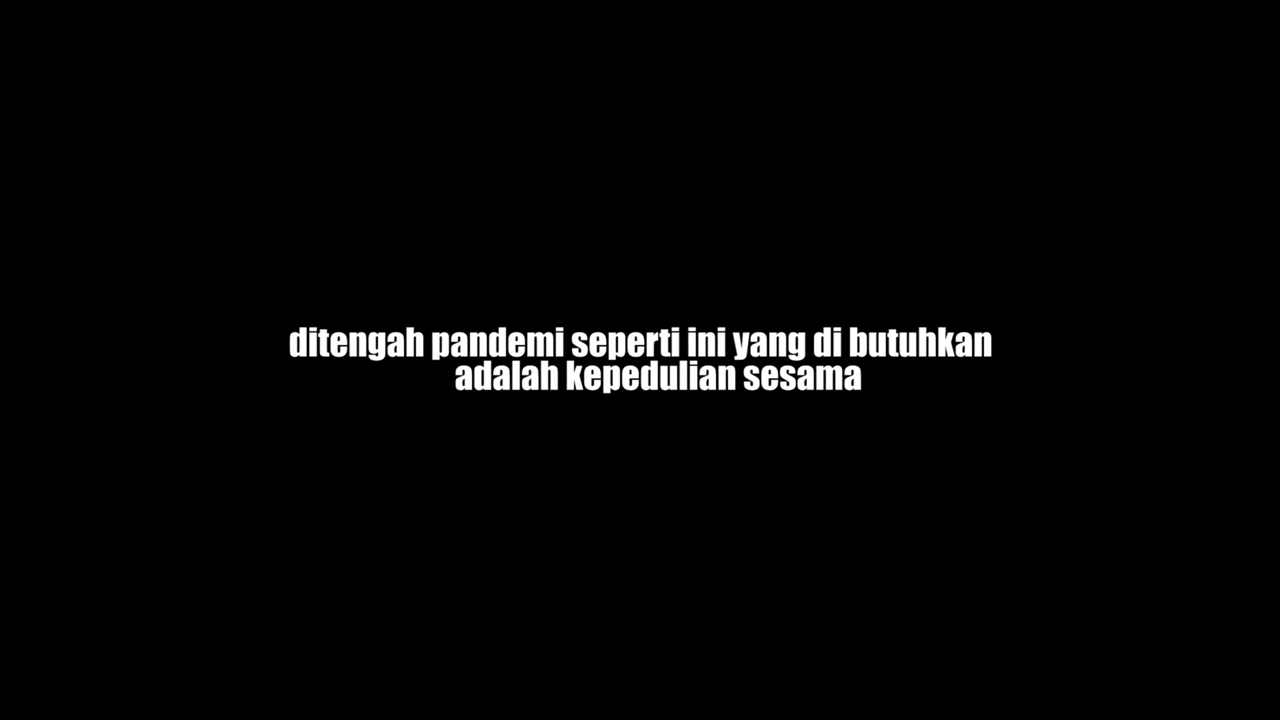 ditengah pandemi seperti ini yang di butuhkan
adalah kepedulian sesama